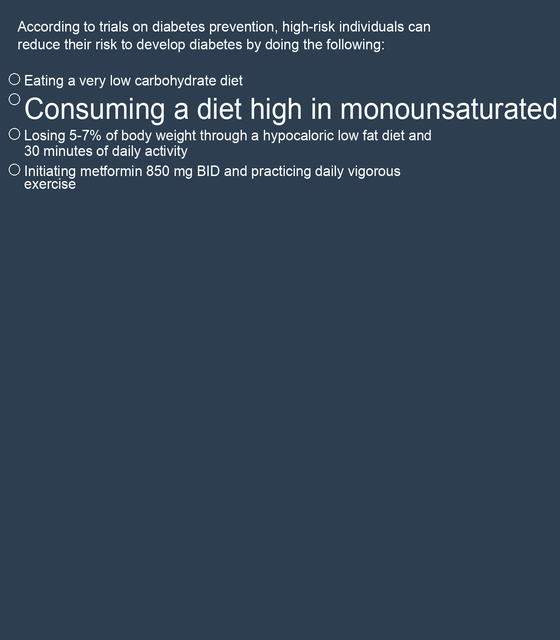 According to trials on diabetes prevention, high-risk individuals can
reduce their risk to develop diabetes by doing the following:
Eating a very low carbohydrate diet
Consuming a diet high in monounsaturated
Losing 5-7% of body weight through a hypocaloric low fat diet and
30 minutes of daily activity
Initiating metformin 850 mg BID and practicing daily vigorous
exercise